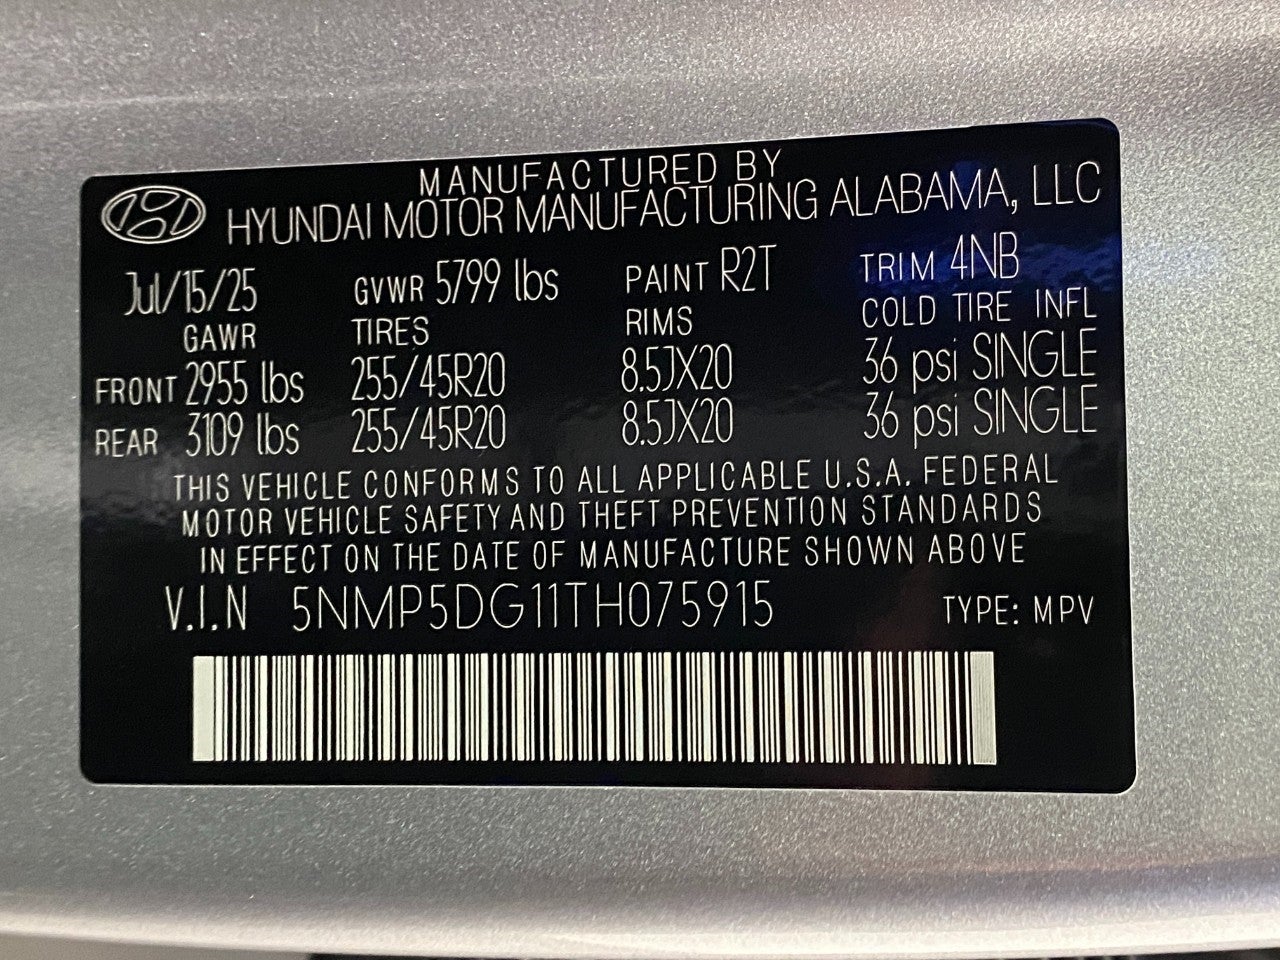 MANUFACTURED BY
HYUNDAI MOTOR MANUFACTURING ALABAMA, LLC
Jul/15/25 GVWR 5799 lbs PAINT R2T TRIM 4NB
GAWR TIRES RIMS COLD TIRE INFL
FRONT 2955 lbs 255/45R20 8.5JX20 36 psi SINGLE
REAR 3109 lbs 255/45R20 8.5JX20 36 psi SINGLE
THIS VEHICLE CONFORMS TO ALL APPLICABLE U.S.A. FEDERAL
MOTOR VEHICLE SAFETY AND THEFT PREVENTION STANDARDS
IN EFFECT ON THE DATE OF MANUFACTURE SHOWN ABOVE
V.I.N 5NMP5DG11TH075915 TYPE: MPV